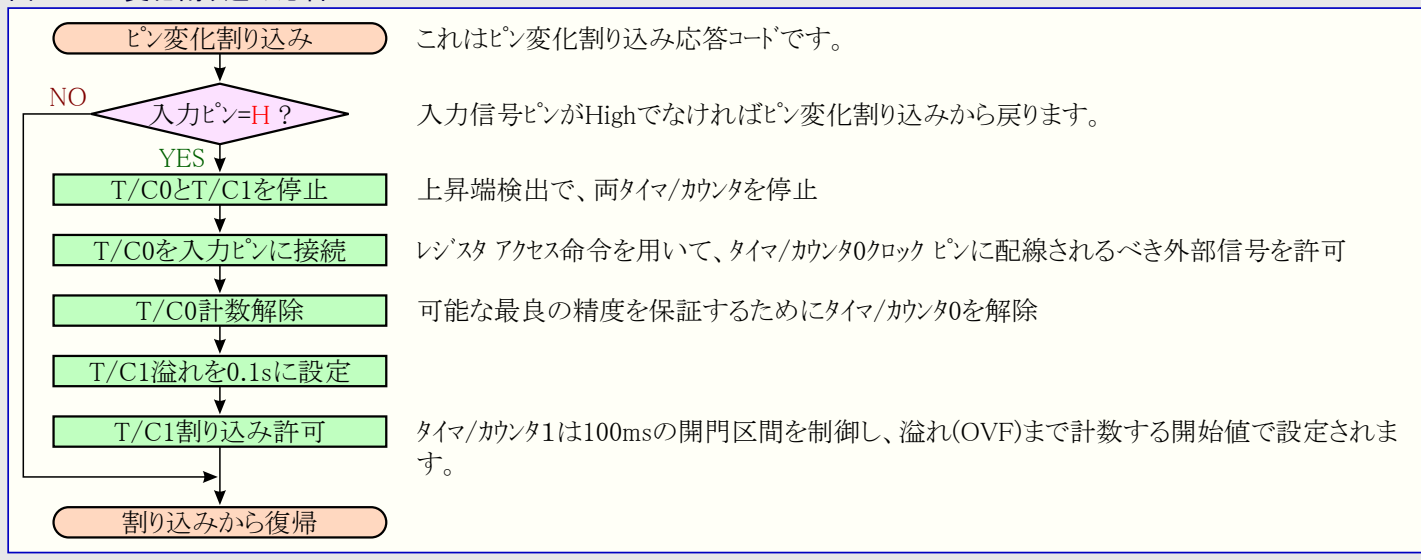 ピン変化割り込み
これはピン変化割り込み応答コードです。
NO
入力ピン=H ?
入力信号ピンがHighでなければピン変化割り込みから戻ります。
YES
T/C0とT/C1を停止
上昇端検出で、両タイマ/カウンタを停止
T/C0を入力ピンに接続
レジスタ アクセス命令を用いて、タイマ/カウンタ0クロック ピンに配線されるべき外部信号を許可
T/C0計数解除
可能な最良の精度を保証するためにタイマ/カウンタ0を解除
T/C1溢れを0.1sに設定
T/C1割り込み許可
タイマ/カウンタ1は100msの開門区間を制御し、溢れ(OVF)まで計数する開始値で設定されま
す。
割り込みから復帰